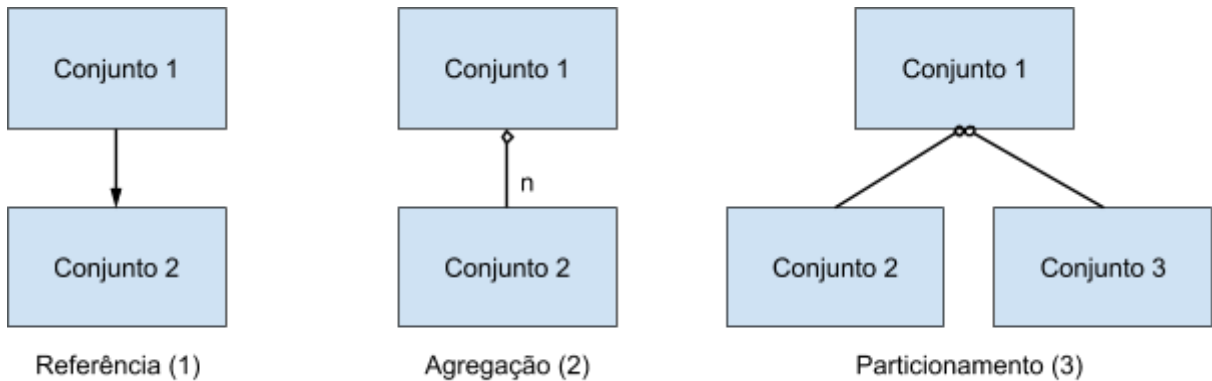 Conjunto 1
Conjunto 2
Referência (1)
Conjunto 1
n
Conjunto 2
Agregação (2)
Conjunto 1
Conjunto 2
Conjunto 3
Particionamento (3)